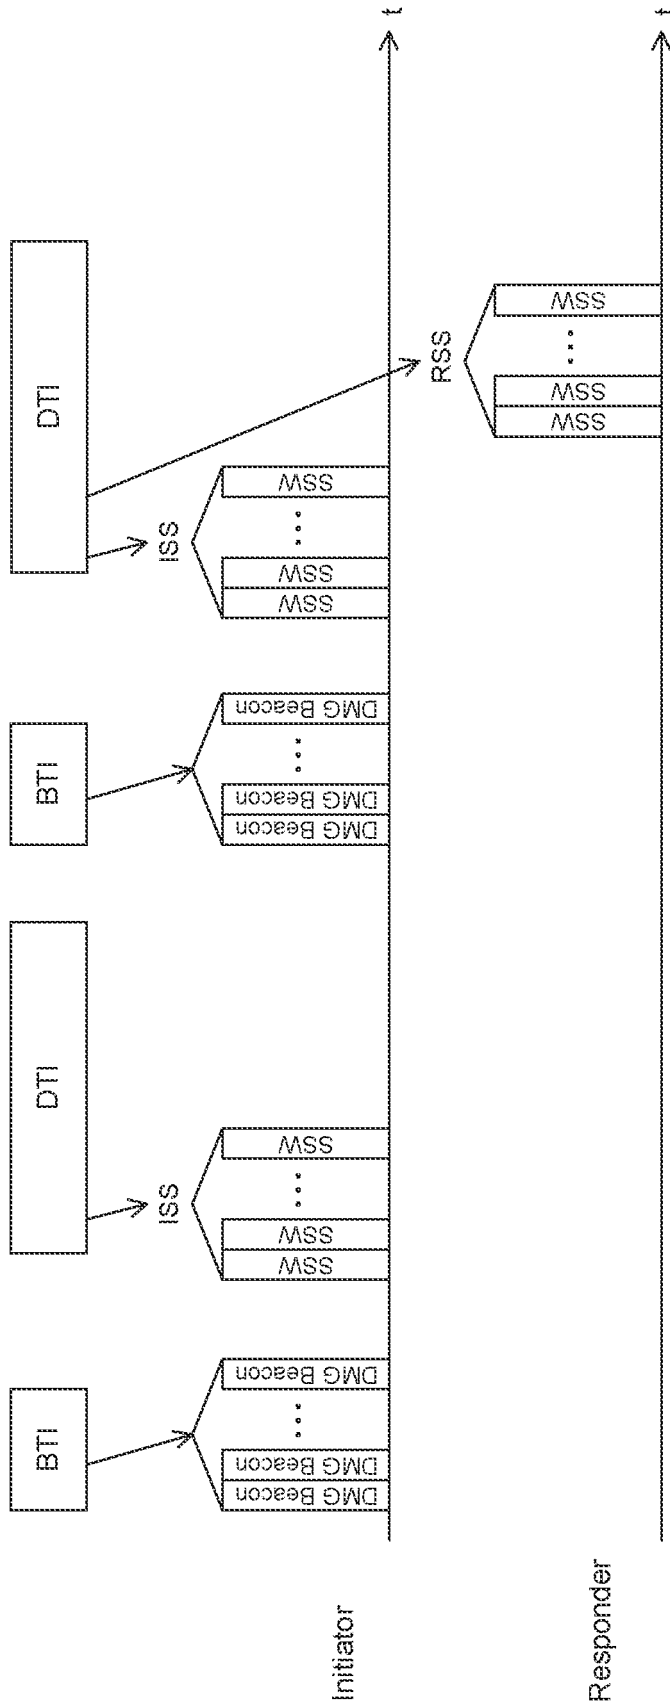 BTI
DTI
BTI
DTI
ISS
ISS
DMG Beacon
DMG Beacon
...
DMG Beacon
SSW
SSW
...
SSW
DMG Beacon
DMG Beacon
...
DMG Beacon
SSW
SSW
...
SSW
Initiator
t
RSS
SSW
SSW
...
SSW
Responder
t